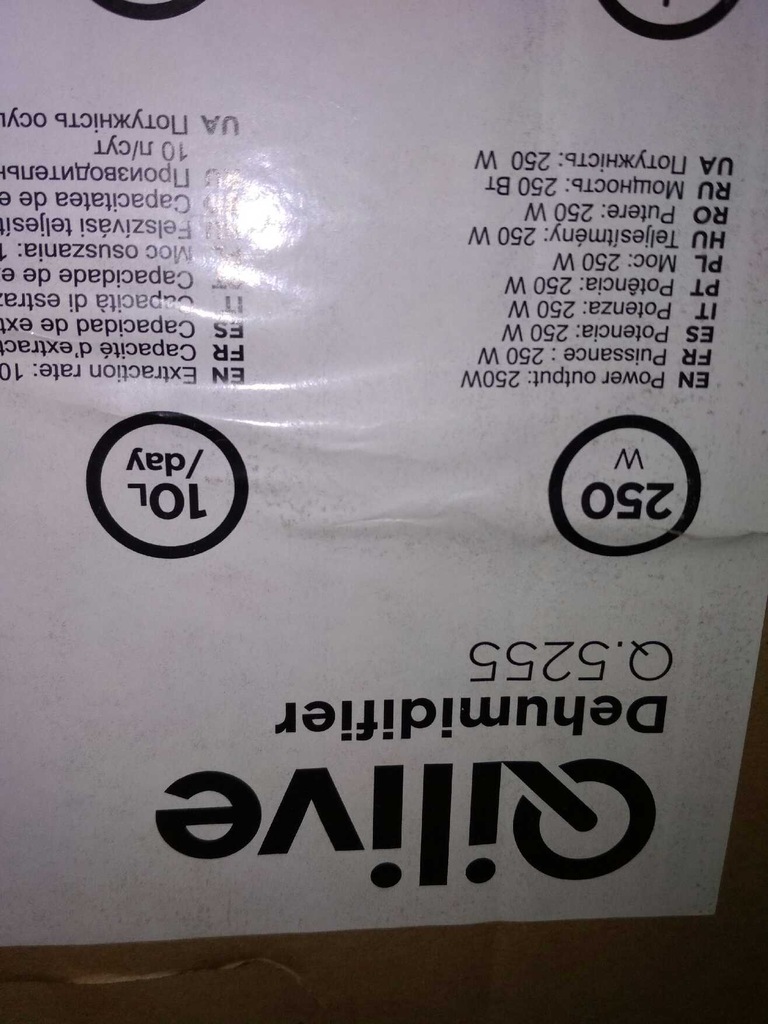 Qilive
Dehumidifier
Q.5255
250
W
EN Power output: 250W
FR Puissance : 250 W
ES Potencia: 250 W
IT Potenza: 250 W
PT Potência: 250 W
PL Moc: 250 W
HU Teljesítmény: 250 W
RO Putere: 250 W
RU Мощность: 250 Вт
UA Потужність: 250 W
10L
/day
EN Extraction rate: 10
FR Capacité d'extract
ES Capacidad de ext
IT Capacità di estraz
Capacidade de e
Moc osuszania: 1
Felszívási teljesít
Capacitatea de e
Производительн
10 л/сут
UA Потужність осу